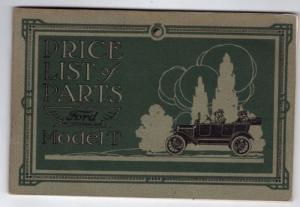 PRICE
LIST of
PARTS
Ford
Model T